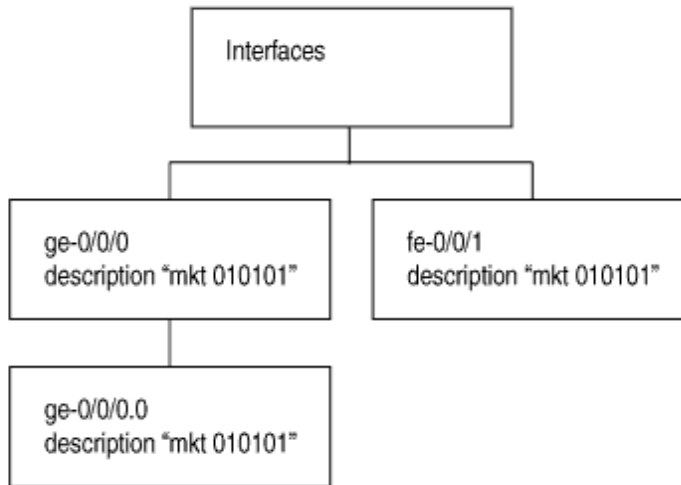 Interfaces
ge-0/0/0
description “mkt 010101”
fe-0/0/1
description “mkt 010101”
ge-0/0/0.0
description “mkt 010101”